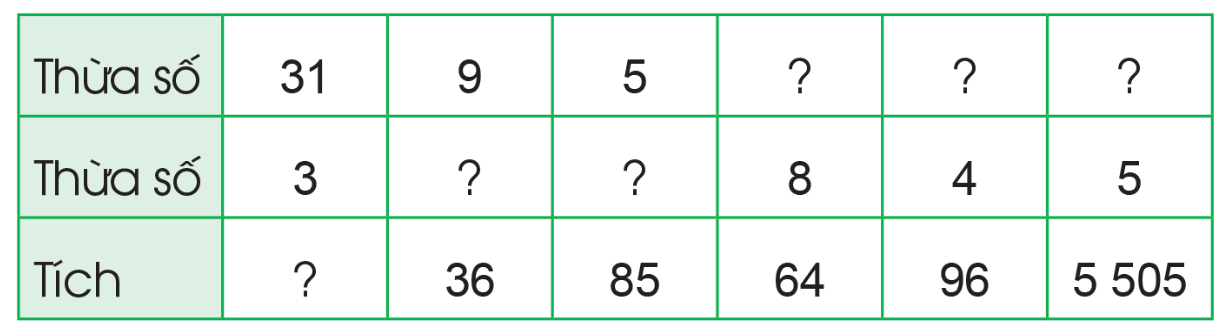 Thừa số 31 9 5 ? ? ?
Thừa số 3 ? ? 8 4 5
Tích ? 36 85 64 96 5 505